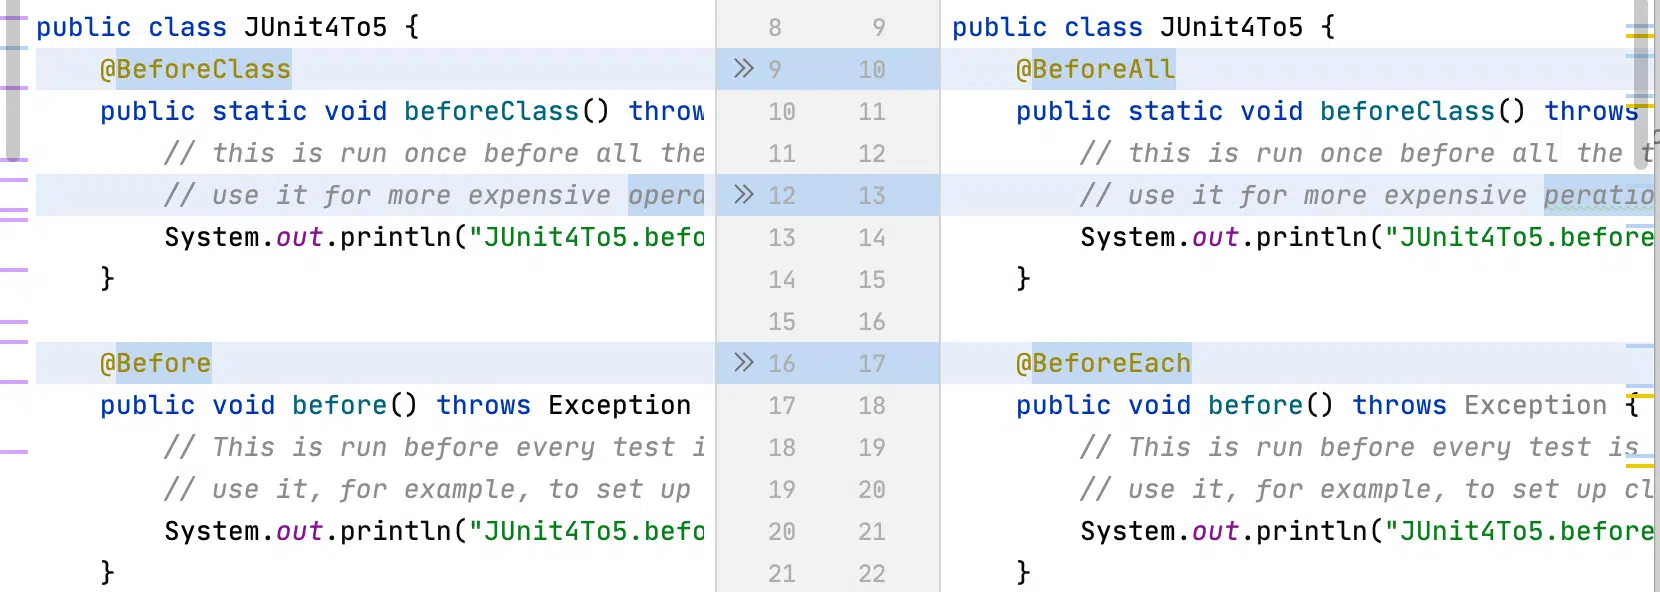 public class JUnit4To5 { 8 9 public class JUnit4To5 {
@BeforeClass 9 10 @BeforeAll
public static void beforeClass() throw 10 11 public static void beforeClass() throws
// this is run once before all the 11 12 // this is run once before all the t
// use it for more expensive opera 12 13 // use it for more expensive peratio
System.out.println("JUnit4To5.befo 13 14 System.out.println("JUnit4To5.before
} 14 15 }
15 16
@Before 16 17 @BeforeEach
public void before() throws Exception 17 18 public void before() throws Exception {
// This is run before every test i 18 19 // This is run before every test is
// use it, for example, to set up 19 20 // use it, for example, to set up cl
System.out.println("JUnit4To5.befo 20 21 System.out.println("JUnit4To5.before
} 21 22 }